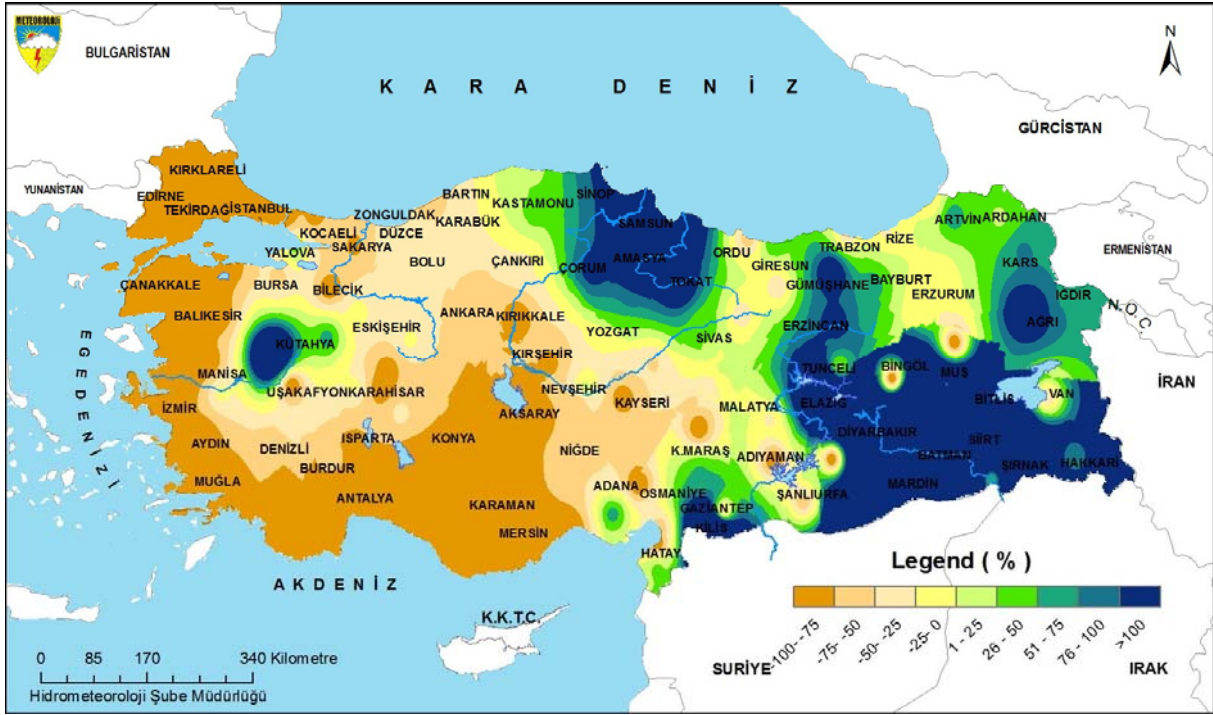 METEOROLOJİ
BULGARİSTAN
N
K A R A D E N İ Z
GÜRCİSTAN
KIRKLARELİ
YUNANİSTAN
EDİRNE
TEKİRDAĞ
İSTANBUL
BARTIN
KASTAMONU
SİNOP
ZONGULDAK
KARABÜK
SAMSUN
ARTVİN
ARDAHAN
KOCAELİ
DÜZCE
SAKARYA
YALOVA
BOLU
ÇANKIRI
ÇORUM
AMASYA
ORDU
GİRESUN
TRABZON
RİZE
KARS
ERMENİSTAN
ÇANAKKALE
BURSA
BİLECİK
TOKAT
GÜMÜŞHANE
BAYBURT
ERZURUM
IGDIR
N.Ö.C.
BALIKESİR
ESKİŞEHİR
ANKARA
KIRIKKALE
YOZGAT
SİVAS
ERZİNCAN
AĞRI
KÜTAHYA
E G E D E N İ Z İ
MANİSA
UŞAK
AFYONKARAHİSAR
KIRŞEHİR
NEVŞEHİR
KAYSERİ
TUNCELİ
BİNGÖL
MUŞ
İRAN
İZMİR
AKSARAY
MALATYA
ELAZIĞ
BİTLİS
VAN
AYDIN
DENİZLİ
ISPARTA
KONYA
NİĞDE
K.MARAŞ
ADIYAMAN
DİYARBAKIR
SİİRT
BATMAN
ŞIRNAK
HAKKARİ
MUĞLA
BURDUR
ANTALYA
KARAMAN
ADANA
OSMANİYE
GAZİANTEP
ŞANLIURFA
MARDİN
MERSİN
KİLİS
HATAY
A K D E N İ Z
K.K.T.C.
Legend ( % )
-100--75
-75--50
-50--25
-25-0
1 - 25
26 - 50
51 - 75
76 - 100
>100
0 85 170 340 Kilometre
Hidrometeoroloji Şube Müdürlüğü
SURİYE
IRAK